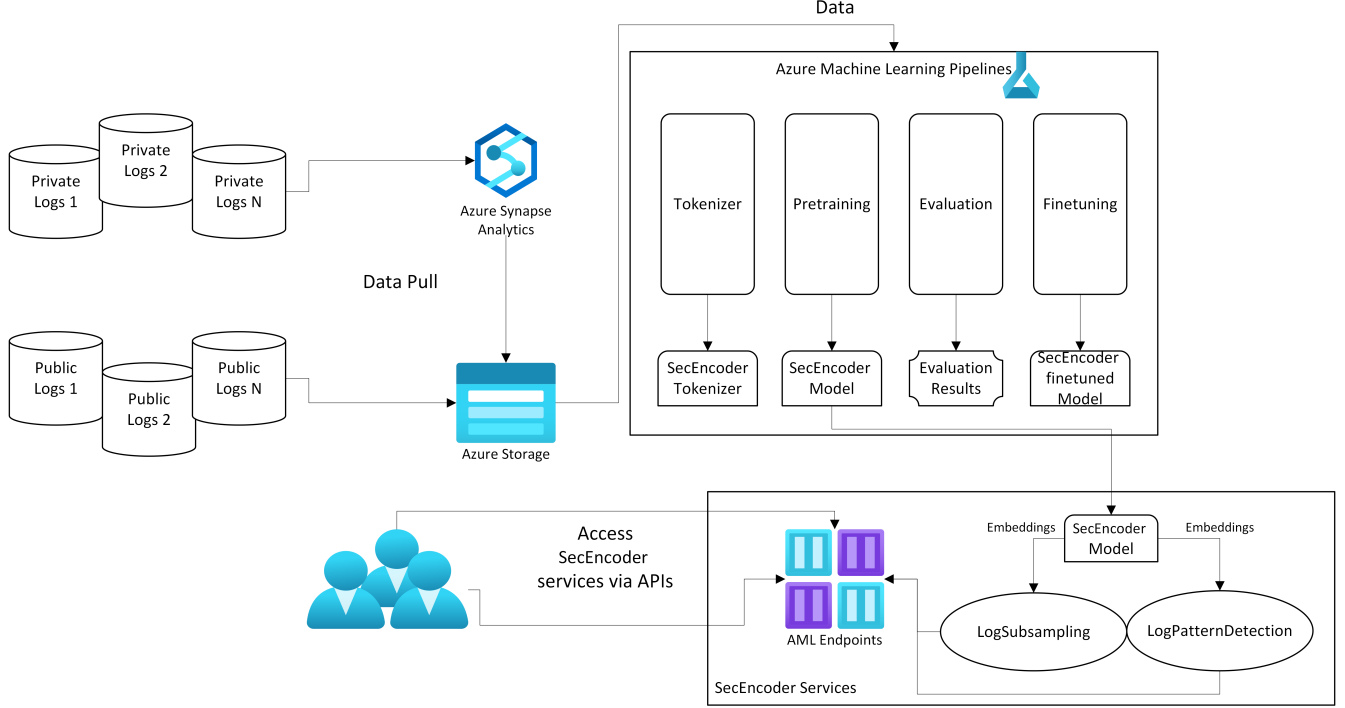 Data
Azure Machine Learning Pipelines
Private
Logs 1
Private
Logs 2
Private
Logs N
Azure Synapse
Analytics
Tokenizer
Pretraining
Evaluation
Finetuning
Data Pull
Public
Logs 1
Public
Logs 2
Public
Logs N
Azure Storage
SecEncoder
Tokenizer
SecEncoder
Model
Evaluation
Results
SecEncoder
finetuned
Model
Access
SecEncoder
services via APIs
AML Endpoints
Embeddings
SecEncoder
Model
Embeddings
LogSubsampling
LogPatternDetection
SecEncoder Services